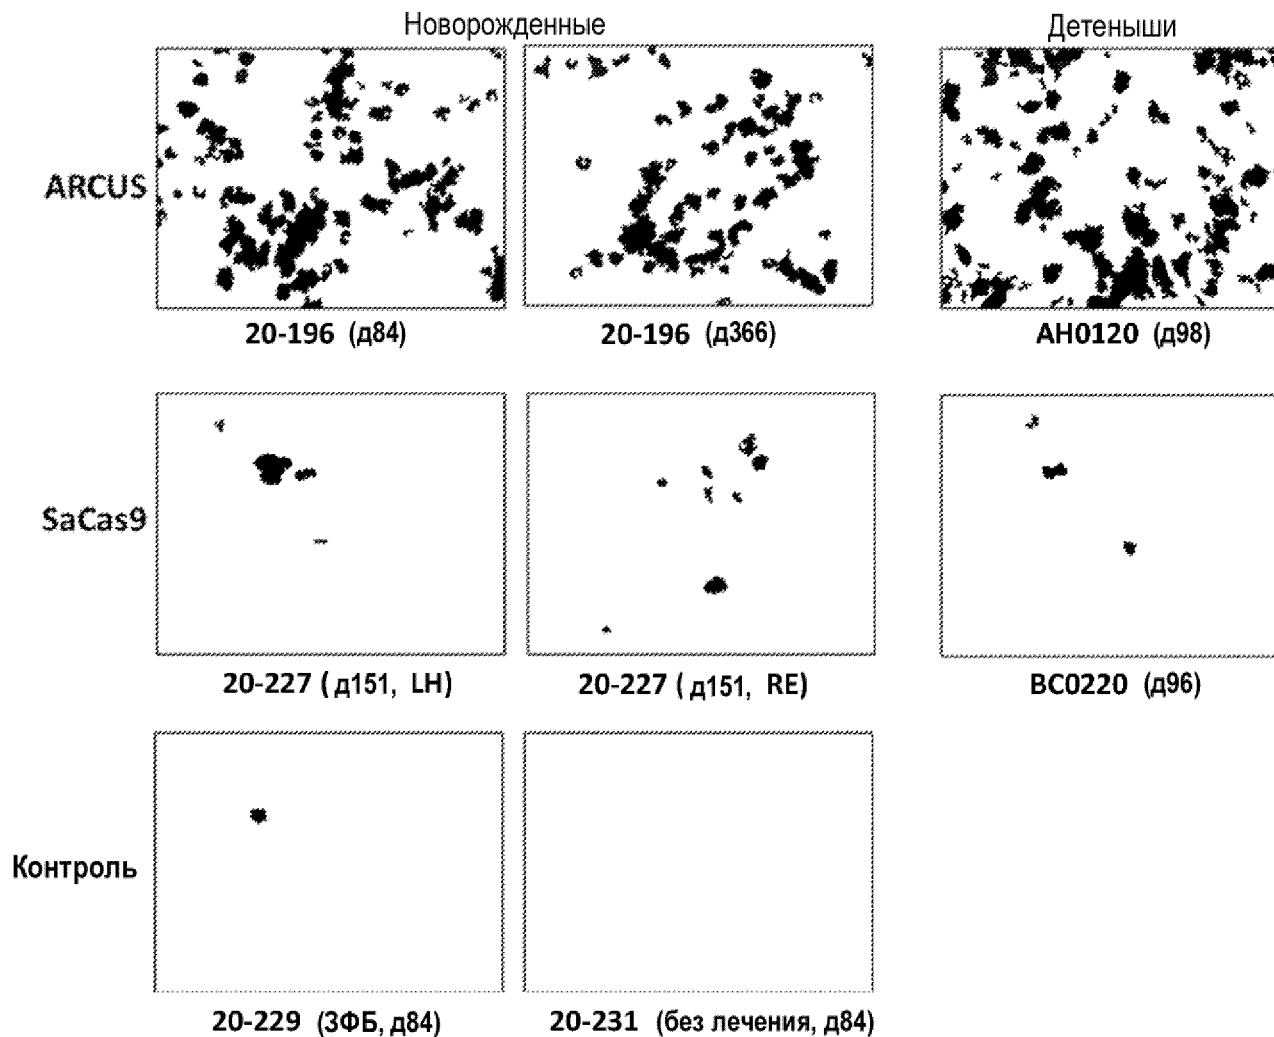 Новорожденные Детеныши
ARCUS
20-196 (д84) 20-196 (д366) AH0120 (д98)
SaCas9
20-227 ( д151, LH) 20-227 ( д151, RE) BC0220 (д96)
Контроль
20-229 (ЗФБ, д84) 20-231 (без лечения, д84)